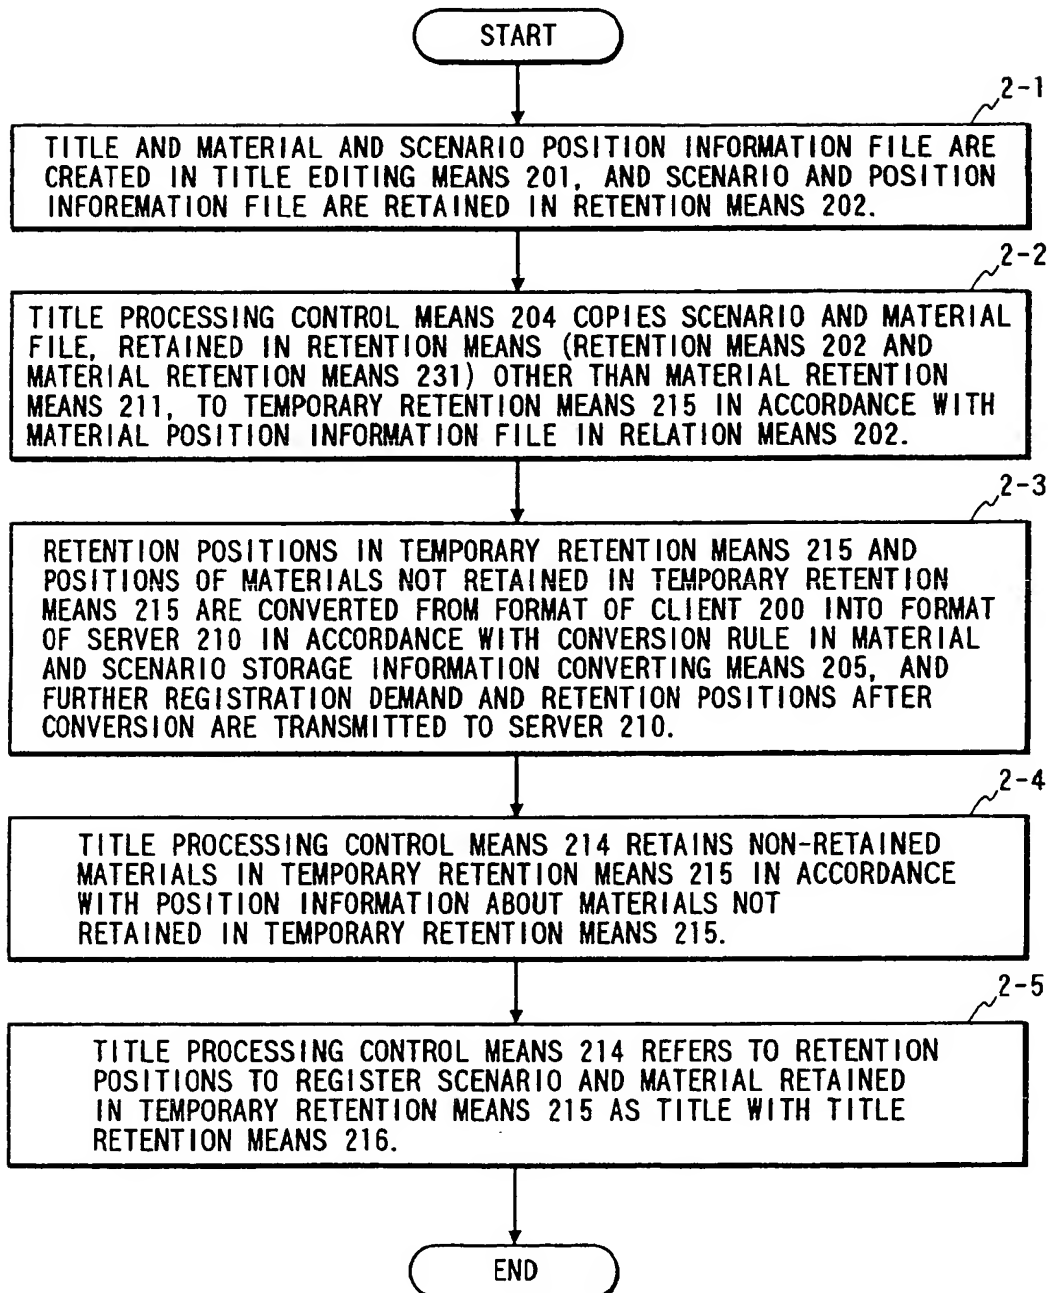 START
2-1
TITLE AND MATERIAL AND SCENARIO POSITION INFORMATION FILE ARE
CREATED IN TITLE EDITING MEANS 201, AND SCENARIO AND POSITION
INFOREMATION FILE ARE RETAINED IN RETENTION MEANS 202.
2-2
TITLE PROCESSING CONTROL MEANS 204 COPIES SCENARIO AND MATERIAL
FILE, RETAINED IN RETENTION MEANS (RETENTION MEANS 202 AND
MATERIAL RETENTION MEANS 231) OTHER THAN MATERIAL RETENTION
MEANS 211, TO TEMPORARY RETENTION MEANS 215 IN ACCORDANCE WITH
MATERIAL POSITION INFORMATION FILE IN RELATION MEANS 202.
2-3
RETENTION POSITIONS IN TEMPORARY RETENTION MEANS 215 AND
POSITIONS OF MATERIALS NOT RETAINED IN TEMPORARY RETENTION
MEANS 215 ARE CONVERTED FROM FORMAT OF CLIENT 200 INTO FORMAT
OF SERVER 210 IN ACCORDANCE WITH CONVERSION RULE IN MATERIAL
AND SCENARIO STORAGE INFORMATION CONVERTING MEANS 205, AND
FURTHER REGISTRATION DEMAND AND RETENTION POSITIONS AFTER
CONVERSION ARE TRANSMITTED TO SERVER 210.
2-4
TITLE PROCESSING CONTROL MEANS 214 RETAINS NON-RETAINED
MATERIALS IN TEMPORARY RETENTION MEANS 215 IN ACCORDANCE
WITH POSITION INFORMATION ABOUT MATERIALS NOT
RETAINED IN TEMPORARY RETENTION MEANS 215.
2-5
TITLE PROCESSING CONTROL MEANS 214 REFERS TO RETENTION
POSITIONS TO REGISTER SCENARIO AND MATERIAL RETAINED
IN TEMPORARY RETENTION MEANS 215 AS TITLE WITH TITLE
RETENTION MEANS 216.
END